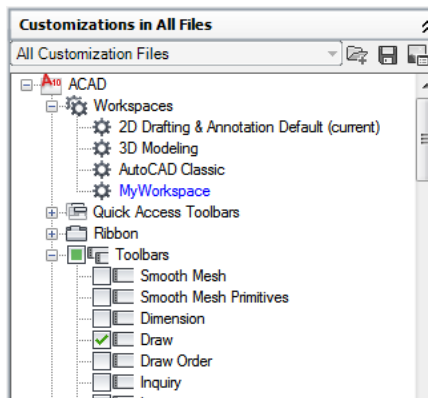 Customizations in All Files
All Customization Files
ACAD
Workspaces
2D Drafting & Annotation Default (current)
3D Modeling
AutoCAD Classic
MyWorkspace
Quick Access Toolbars
Ribbon
Toolbars
Smooth Mesh
Smooth Mesh Primitives
Dimension
Draw
Draw Order
Inquiry